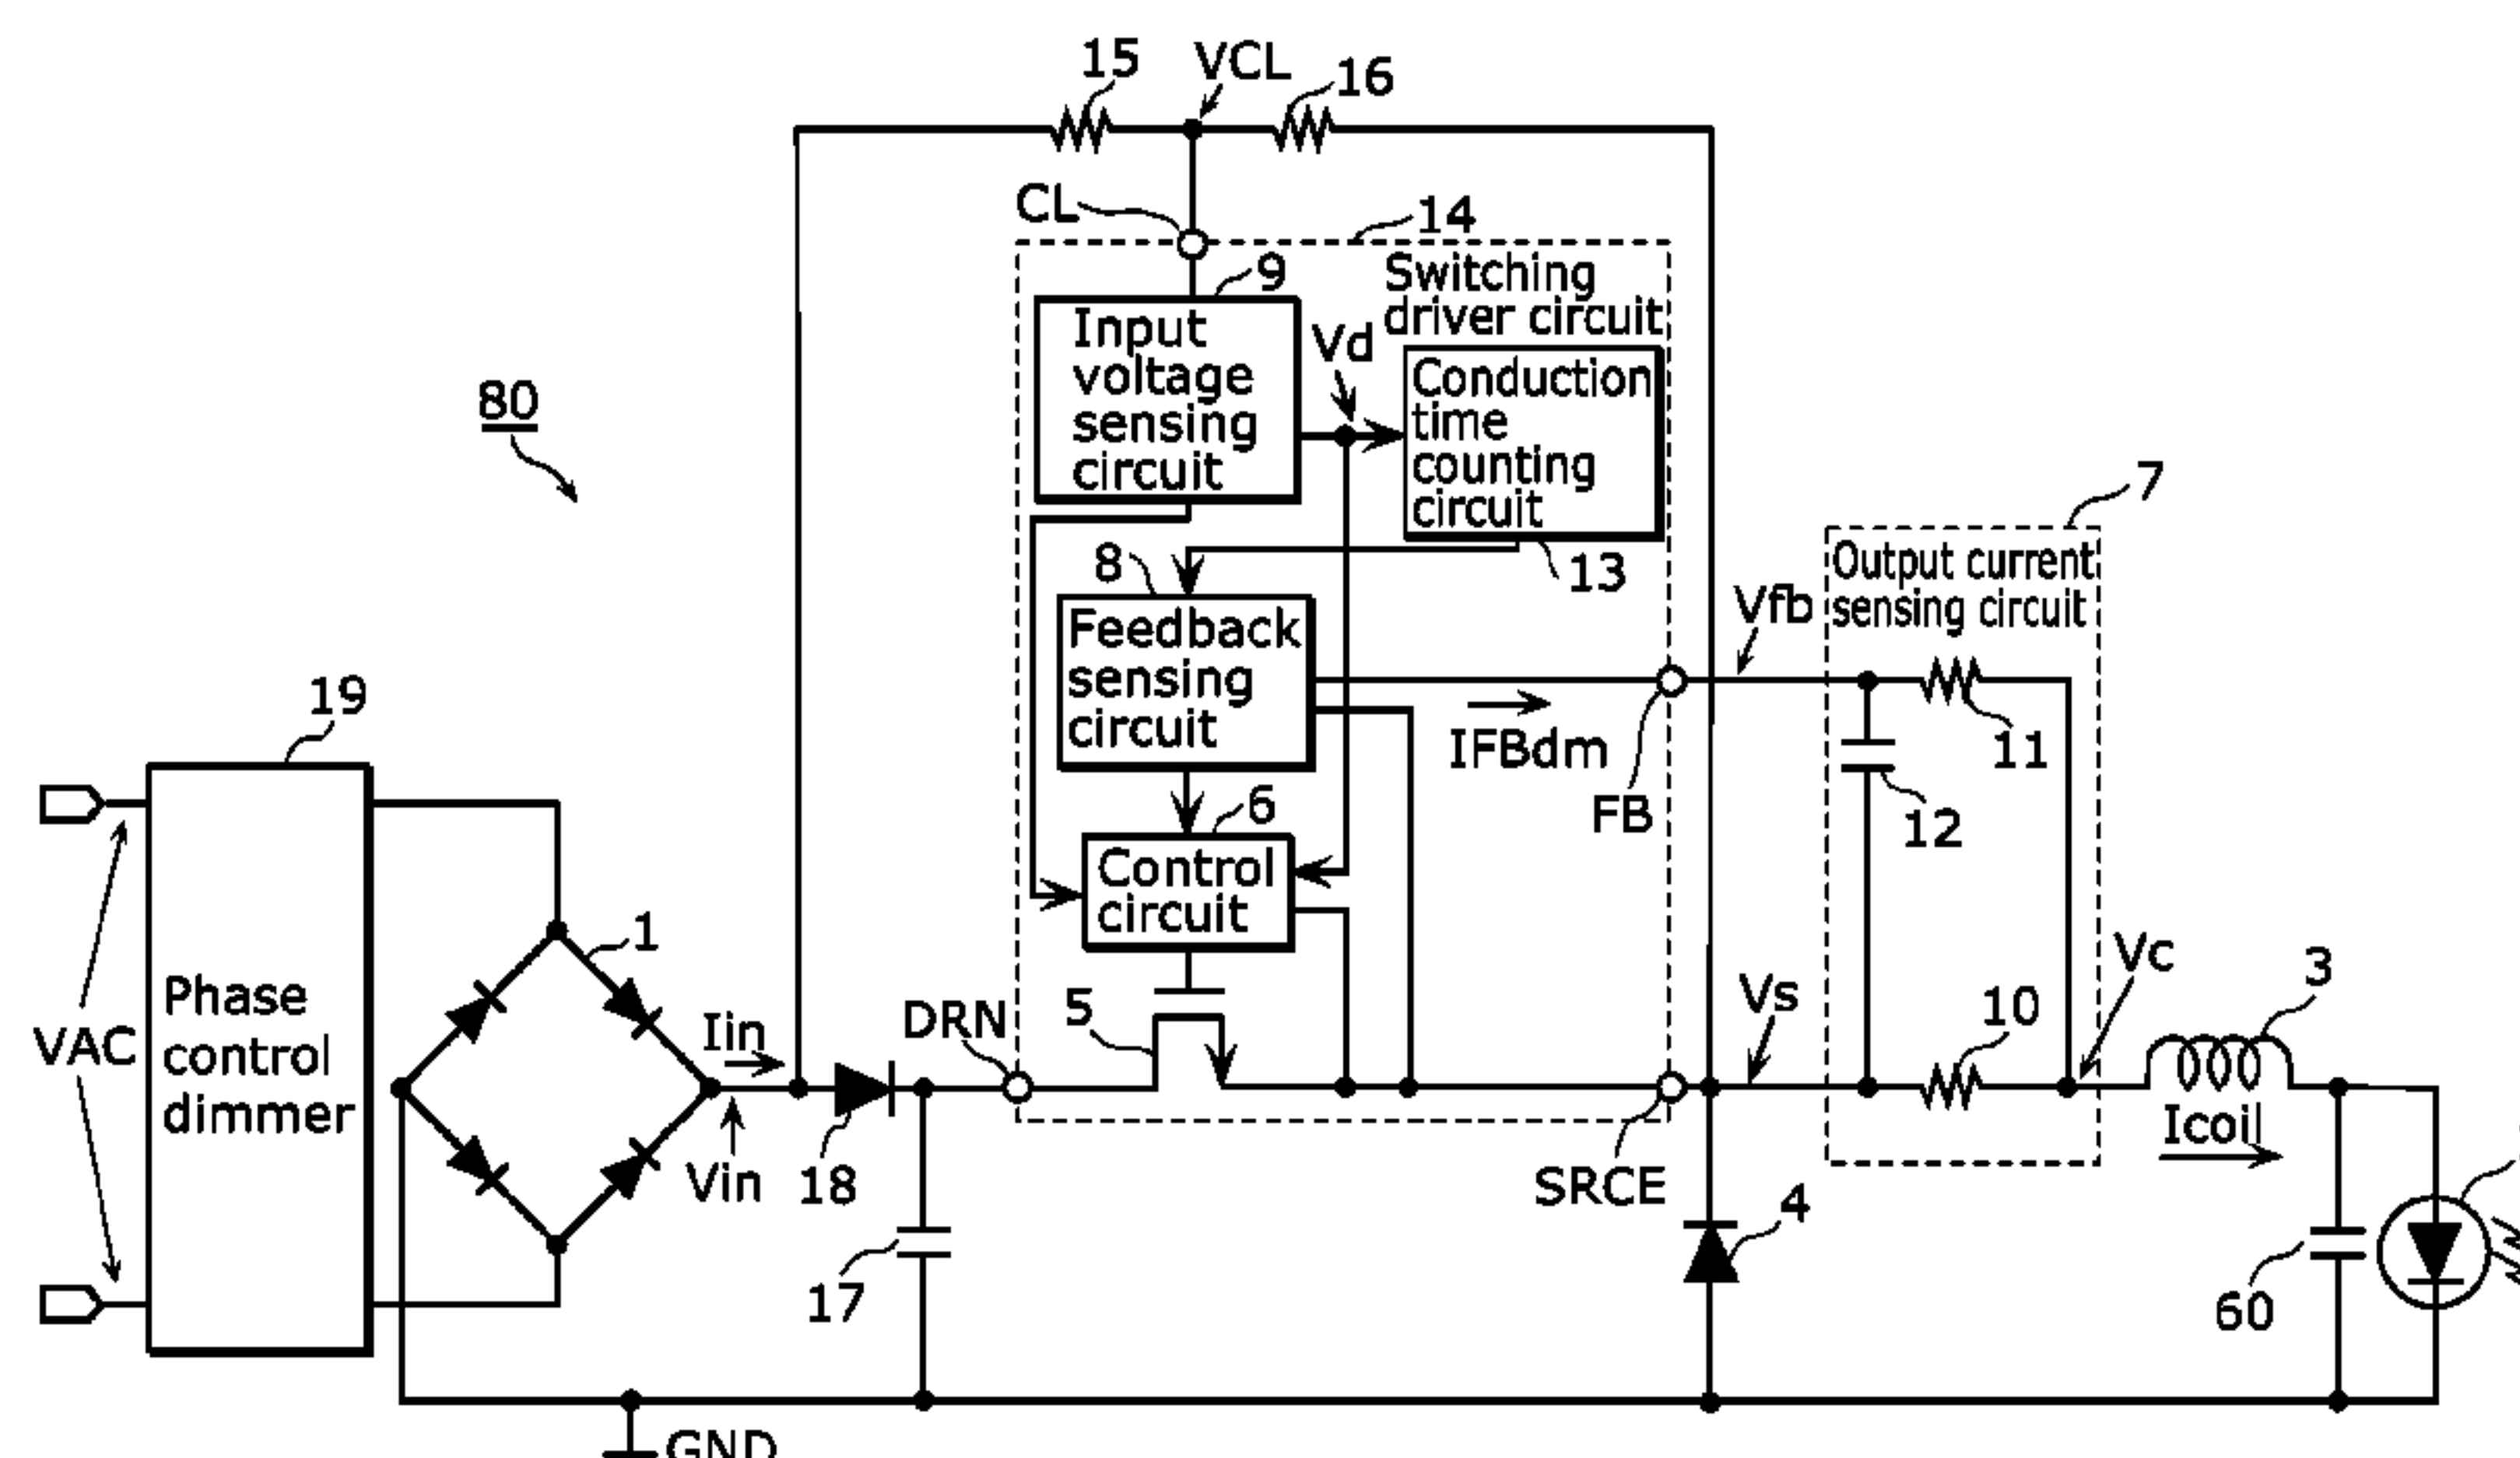 15
VCL
16
CL
14
9
Switching
driver circuit
Input
voltage
sensing
circuit
Vd
Conduction
time
counting
circuit
80
7
13
8
Output current
sensing circuit
Vfb
Feedback
sensing
circuit
19
11
IFBdm
6
FB
12
Control
circuit
1
Vc
3
Phase
control
dimmer
VAC
Iin
DRN
5
Vs
10
Icoil
Vin
18
SRCE
4
17
60
GND